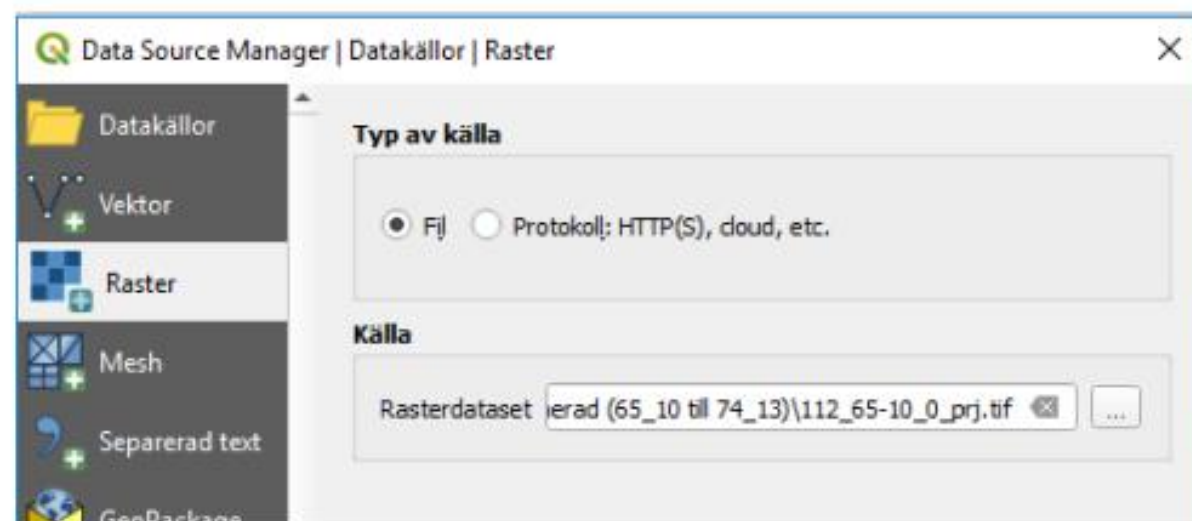 Data Source Manager | Datakällor | Raster
Datakällor
Vektor
Raster
Mesh
Separerad text
GeoPackage
Typ av källa
Fil Protokoll: HTTP(S), cloud, etc.
Källa
Rasterdataset erad (65_10 till 74_13)\112_65-10_0_prj.tif ...